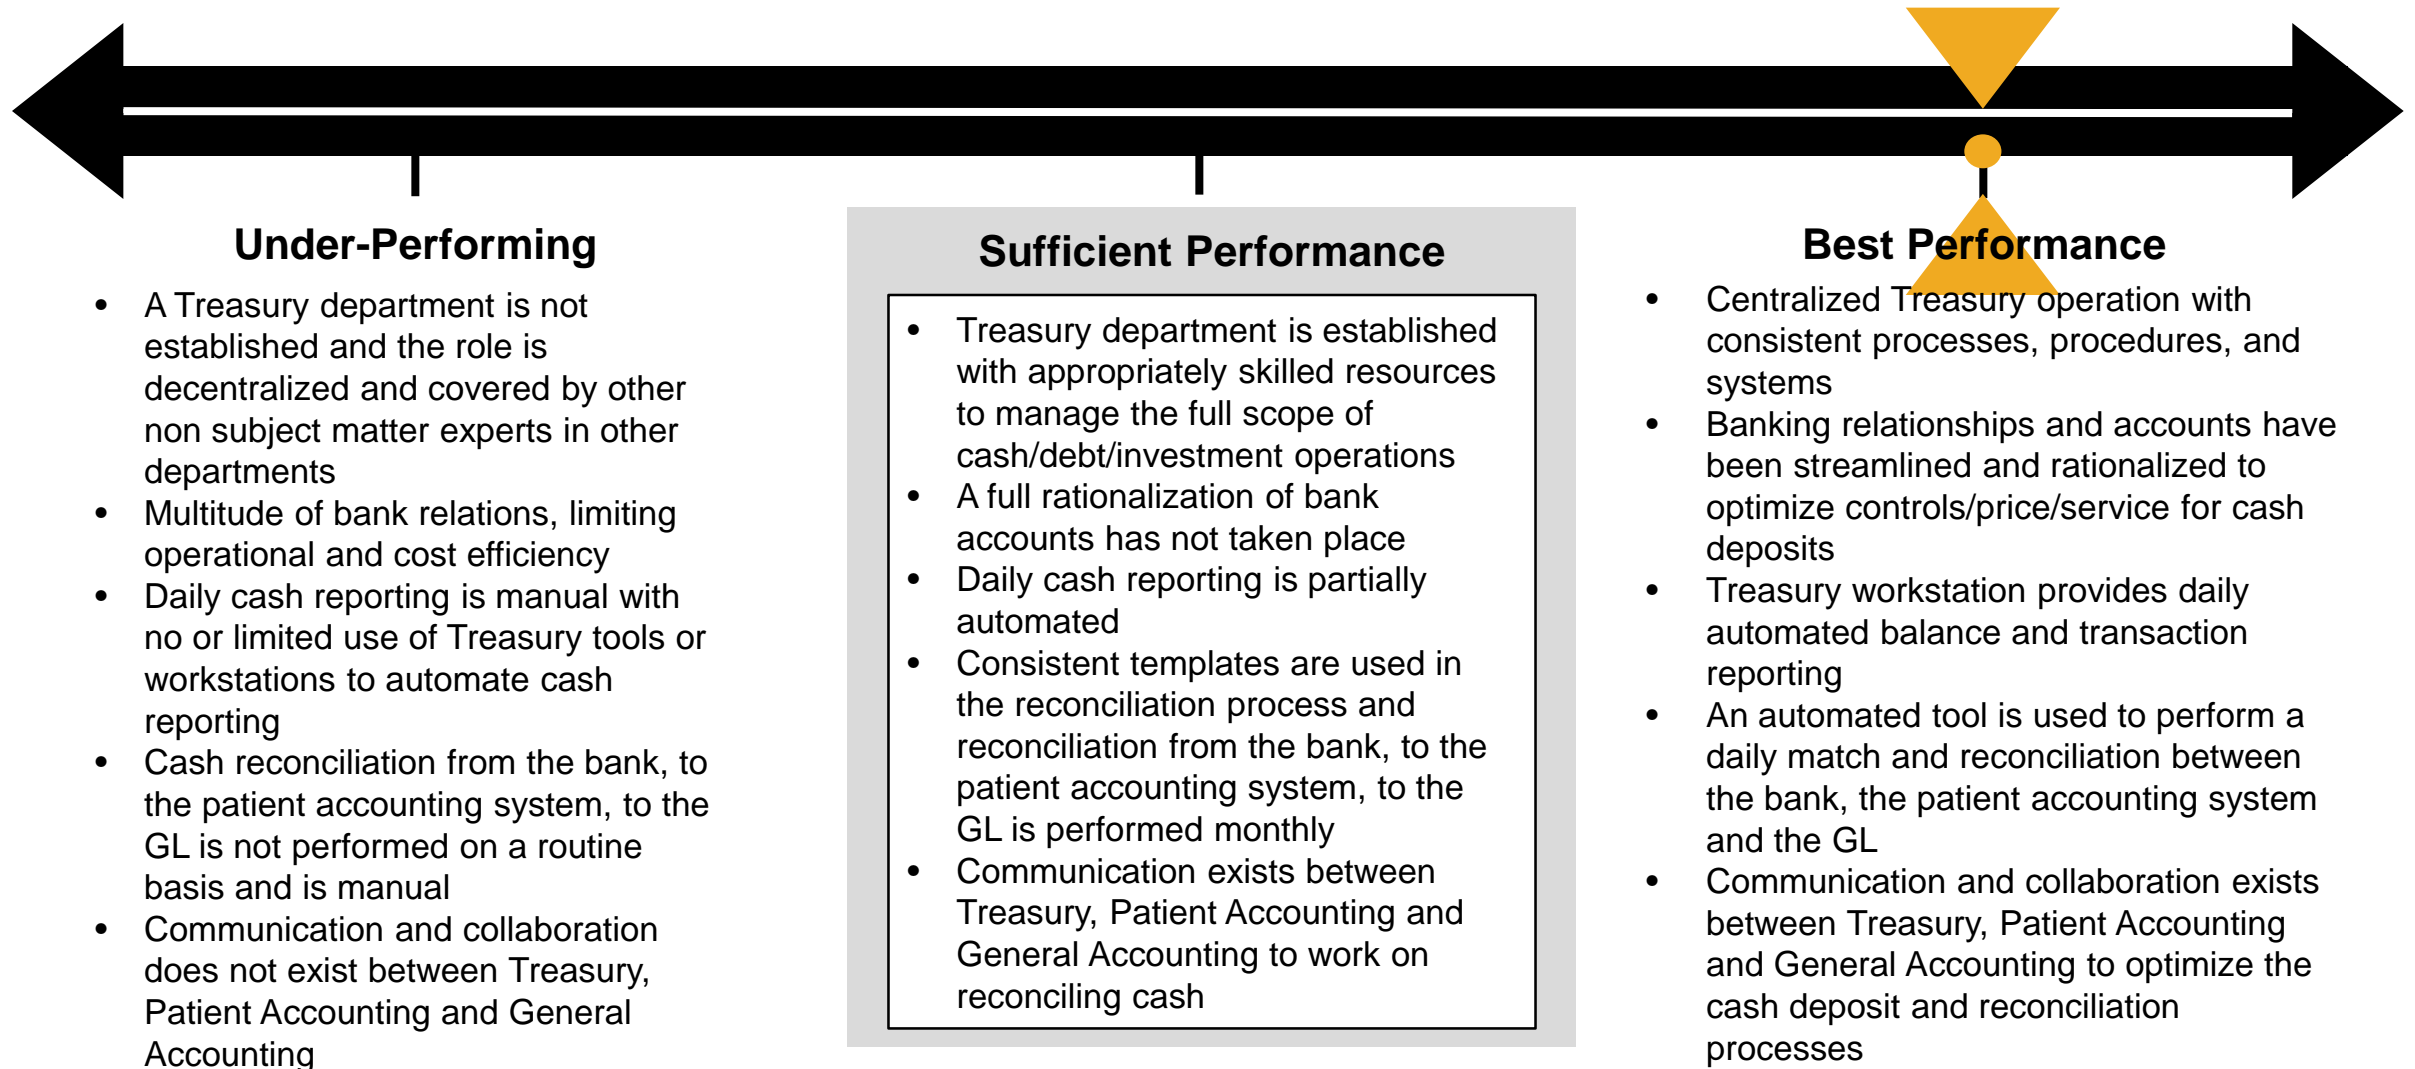 Under-Performing
• A Treasury department is not
established and the role is
decentralized and covered by other
non subject matter experts in other
departments
• Multitude of bank relations, limiting
operational and cost efficiency
• Daily cash reporting is manual with
no or limited use of Treasury tools or
workstations to automate cash
reporting
• Cash reconciliation from the bank, to
the patient accounting system, to the
GL is not performed on a routine
basis and is manual
• Communication and collaboration
does not exist between Treasury,
Patient Accounting and General
Accounting
Sufficient Performance
• Treasury department is established
with appropriately skilled resources
to manage the full scope of
cash/debt/investment operations
• A full rationalization of bank
accounts has not taken place
• Daily cash reporting is partially
automated
• Consistent templates are used in
the reconciliation process and
reconciliation from the bank, to the
patient accounting system, to the
GL is performed monthly
• Communication exists between
Treasury, Patient Accounting and
General Accounting to work on
reconciling cash
Best Performance
• Centralized Treasury operation with
consistent processes, procedures, and
systems
• Banking relationships and accounts have
been streamlined and rationalized to
optimize controls/price/service for cash
deposits
• Treasury workstation provides daily
automated balance and transaction
reporting
• An automated tool is used to perform a
daily match and reconciliation between
the bank, the patient accounting system
and the GL
• Communication and collaboration exists
between Treasury, Patient Accounting
and General Accounting to optimize the
cash deposit and reconciliation
processes